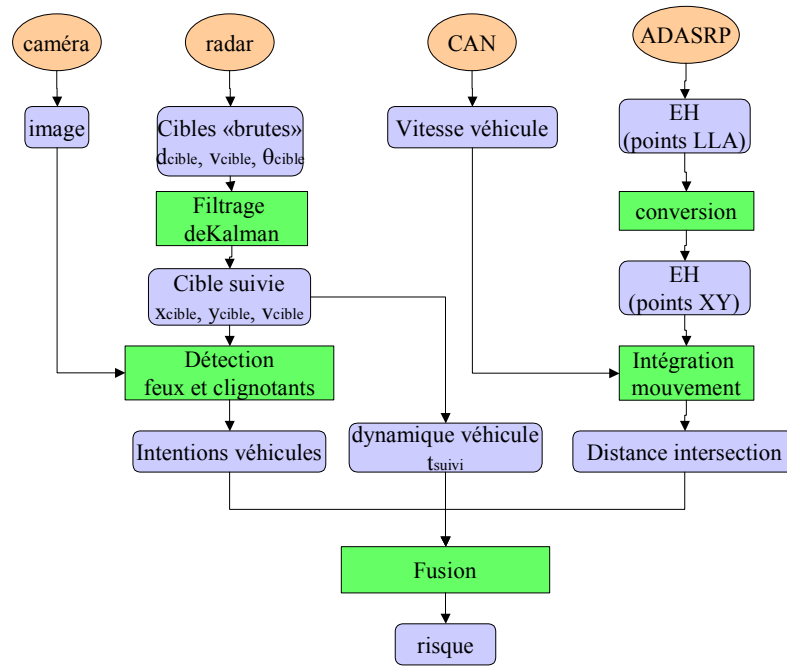 caméra
radar
CAN
ADASRP
image
Cibles «brutes»
dcible, vcible, θcible
Vitesse véhicule
EH
(points LLA)
Filtrage
deKalman
conversion
Cible suivie
xcible, ycible, vcible
EH
(points XY)
Détection
feux et clignotants
Intégration
mouvement
Intentions véhicules
dynamique véhicule
tsuivi
Distance intersection
Fusion
risque